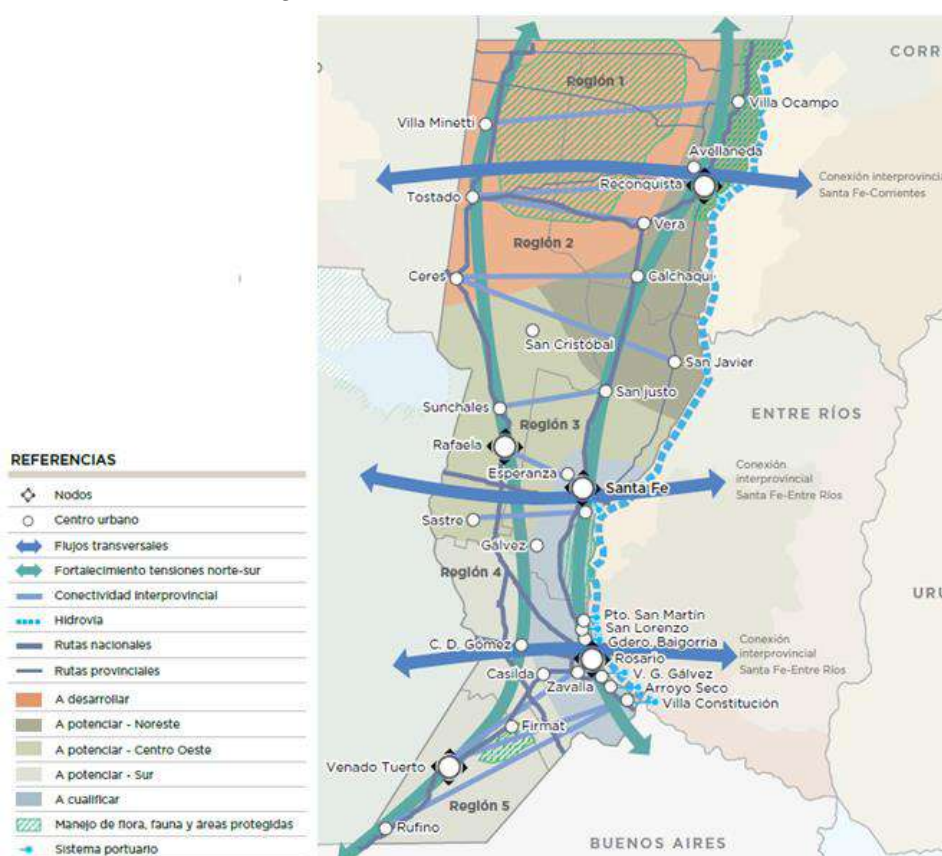 CORR
Región 1
Villa Ocampo
Villa Minetti
Avellaneda
Conexión interprovincia
Santa Fe-Corrientes
Reconquista
Tostado
Vera
Región 2
Ceres
Calchaquí
San Cristóbal
San Javier
San justo
Sunchales
ENTRE RÍOS
Región 3
Rafaela
Esperanza
Conexión
interprovincial
Santa Fe-Entre Ríos
Santa Fe
Sastre
Gálvez
Región 4
URU
Pto. San Martín
San Lorenzo
Gdero. Baigorria
C. D. Gómez
Rosario
Conexión
interprovincial
Santa Fe-Entre Ríos
Casilda
Zavalla
V. G. Gálvez
Arroyo Seco
Villa Constitución
Firmat
Venado Tuerto
Región 5
Rufino
BUENOS AIRES
REFERENCIAS
Nodos
Centro urbano
Flujos transversales
Fortalecimiento tensiones norte-sur
Conectividad interprovincial
Hidrovía
Rutas nacionales
Rutas provinciales
A desarrollar
A potenciar - Noreste
A potenciar - Centro Oeste
A potenciar - Sur
A cualificar
Manejo de flora, fauna y áreas protegidas
Sistema portuario